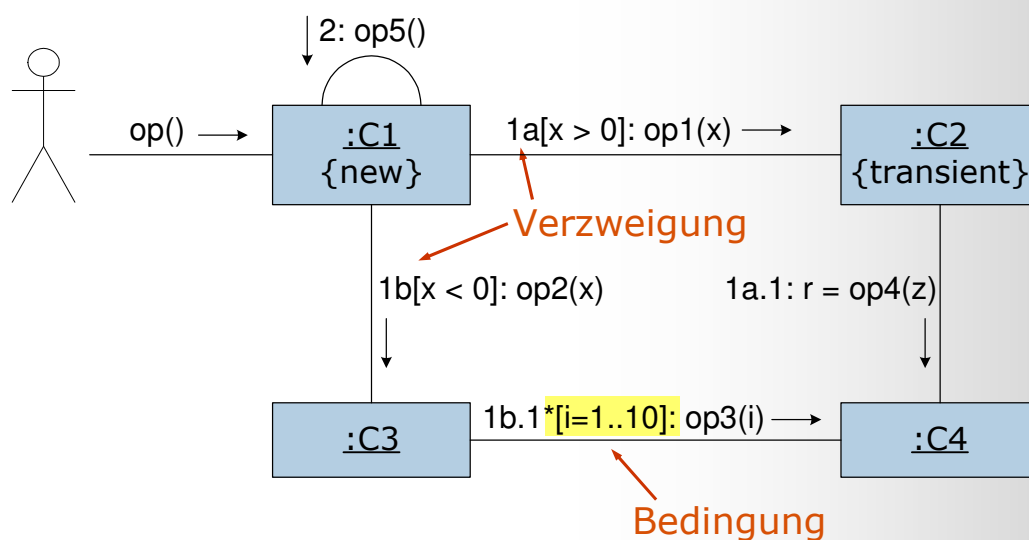 2: op5()
op()
:C1
{new}
1a[x > 0]: op1(x)
:C2
{transient}
Verzweigung
1b[x < 0]: op2(x)
1a.1: r = op4(z)
:C3
1b.1*[i=1..10]: op3(i)
:C4
Bedingung